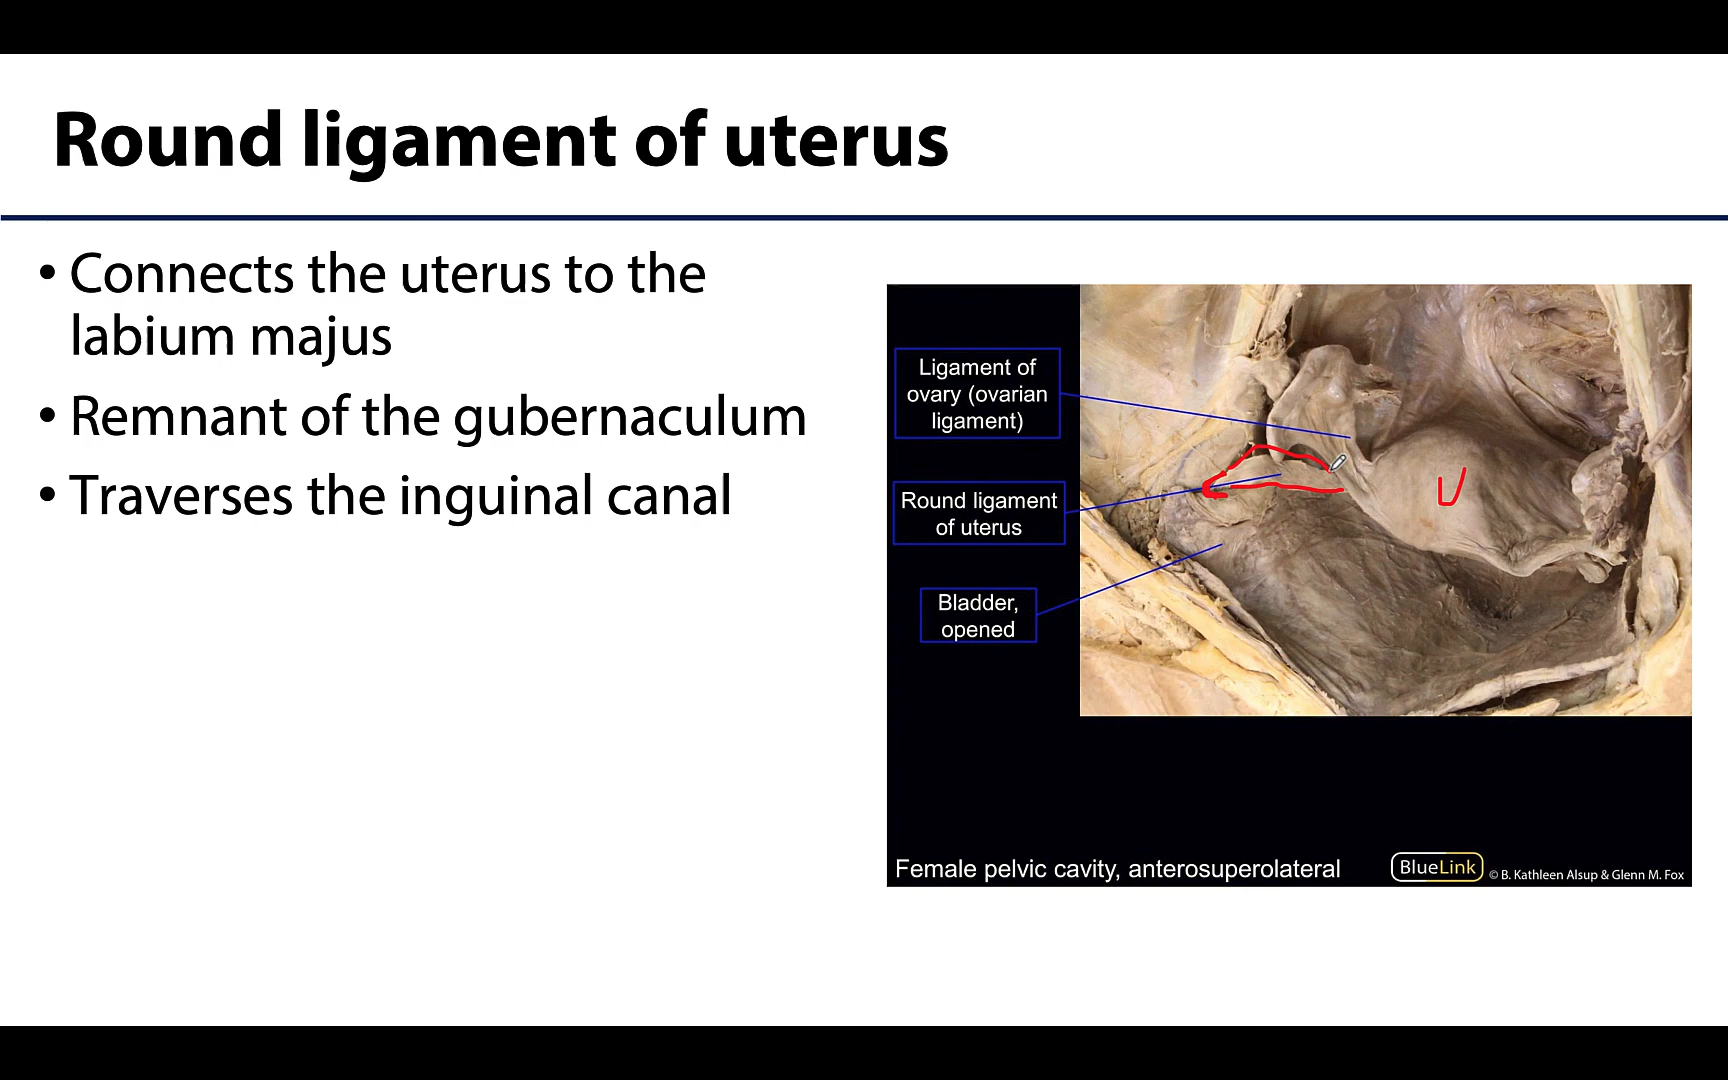 Round ligament of uterus
• Connects the uterus to the
labium majus
• Remnant of the gubernaculum
• Traverses the inguinal canal
Ligament of
ovary (ovarian
ligament)
Round ligament
of uterus
Bladder,
opened
U
Female pelvic cavity, anterosuperolateral
BlueLink
© B. Kathleen Alsup & Glenn M. Fox